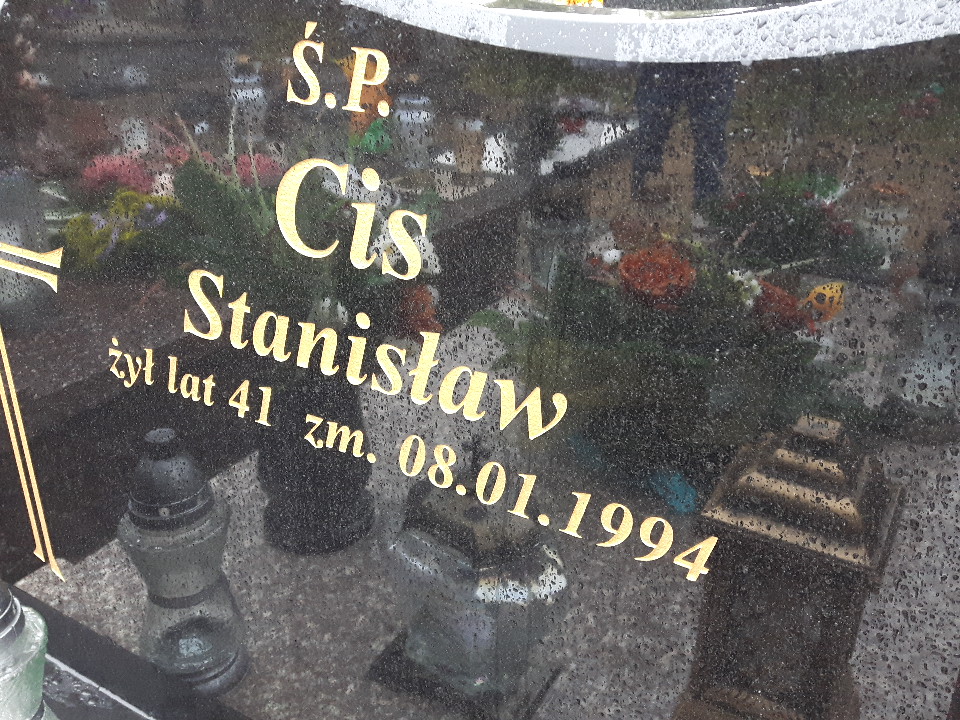 Ś.P.
Cis
Stanisław
żył lat 41 zm. 08.01.1994